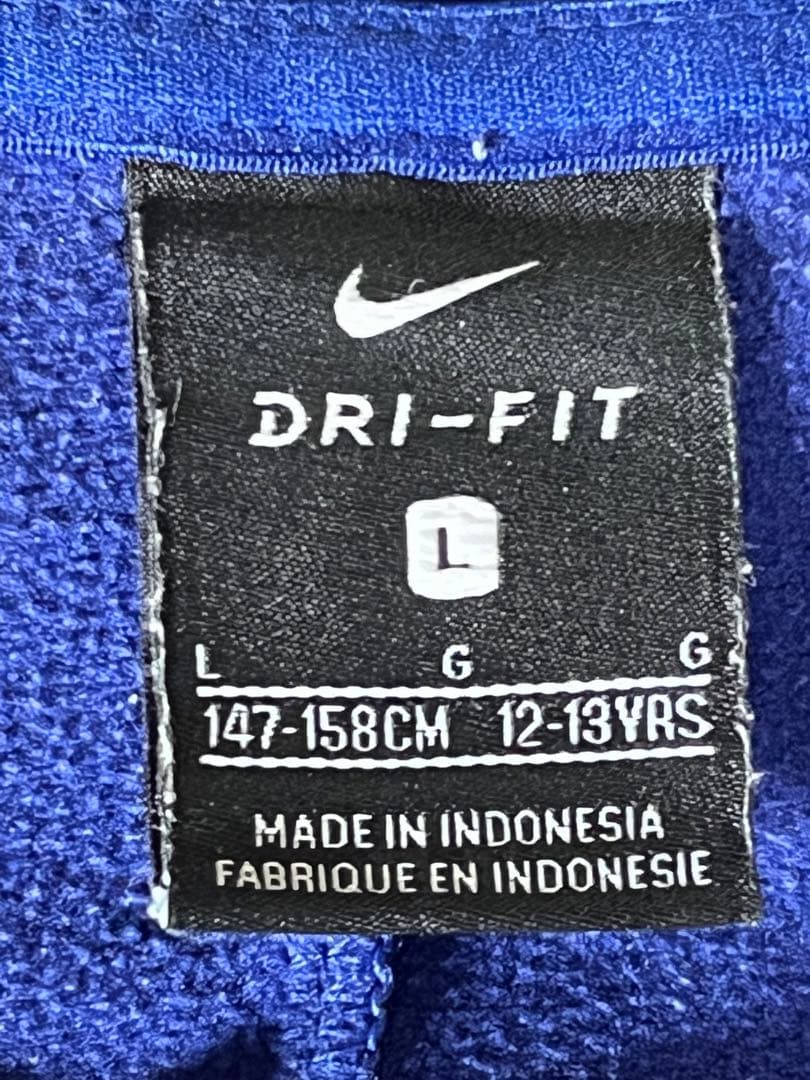 DRI-FIT
L
L G G
147-158CM 12-13YRS
MADE IN INDONESIA
FABRIQUE EN INDONESIE